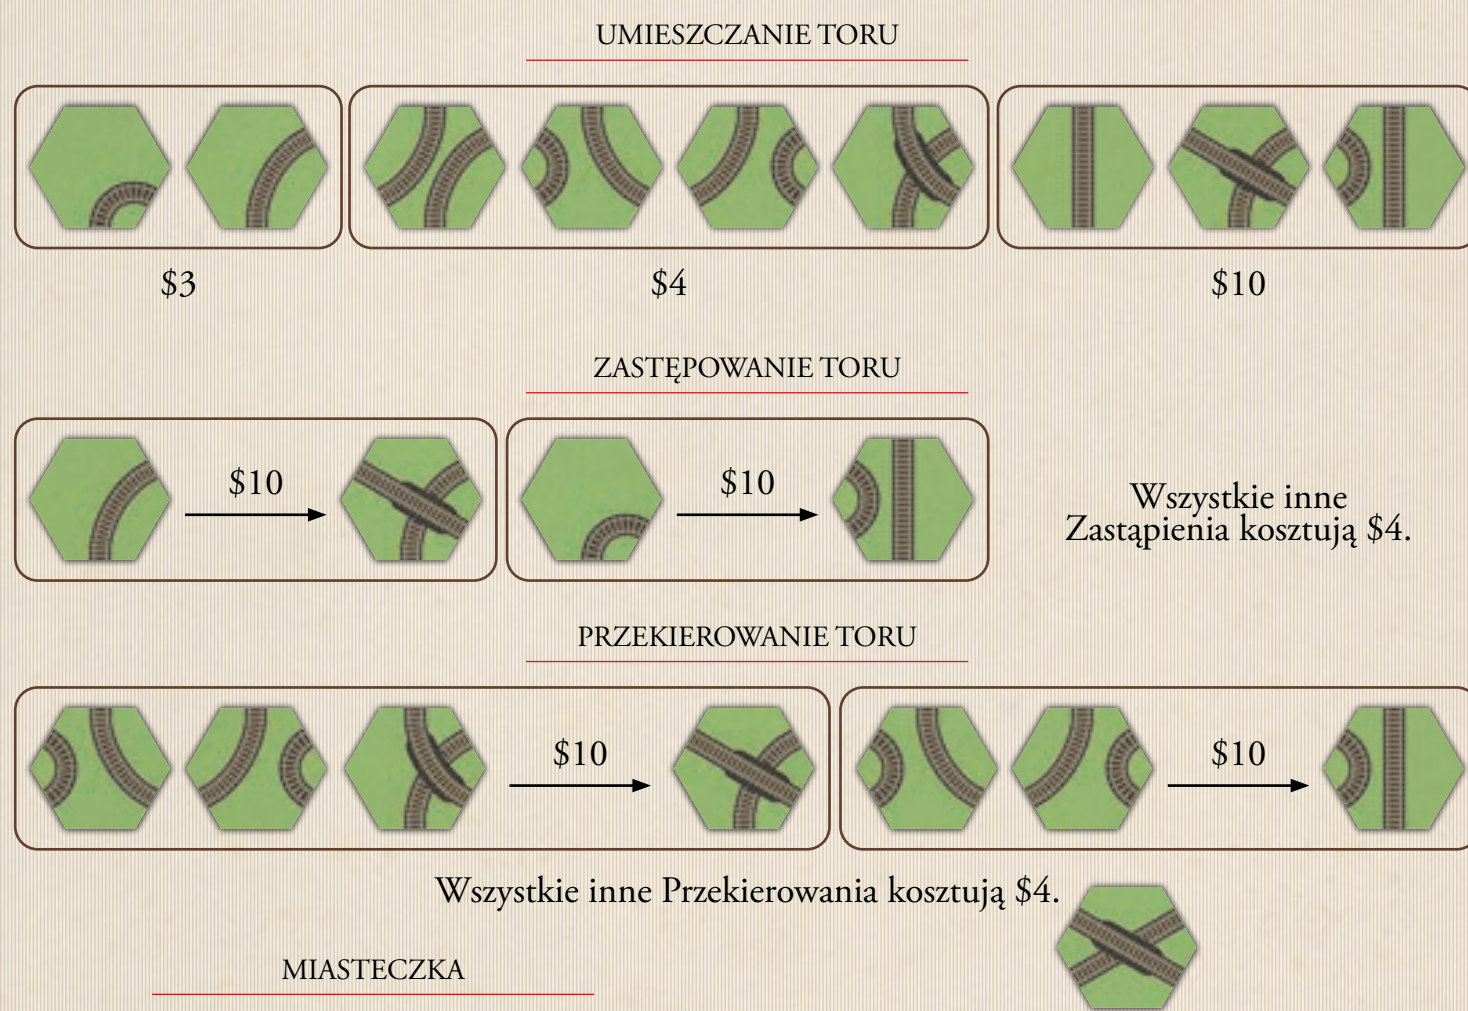 UMIESZCZANIE TORU
$3
$4
$10
ZASTĘPOWANIE TORU
$10
$10
Wszystkie inne
Zastąpienia kosztują $4.
PRZEKIEROWANIE TORU
$10
$10
Wszystkie inne Przekierowania kosztują $4.
MIASTECZKA